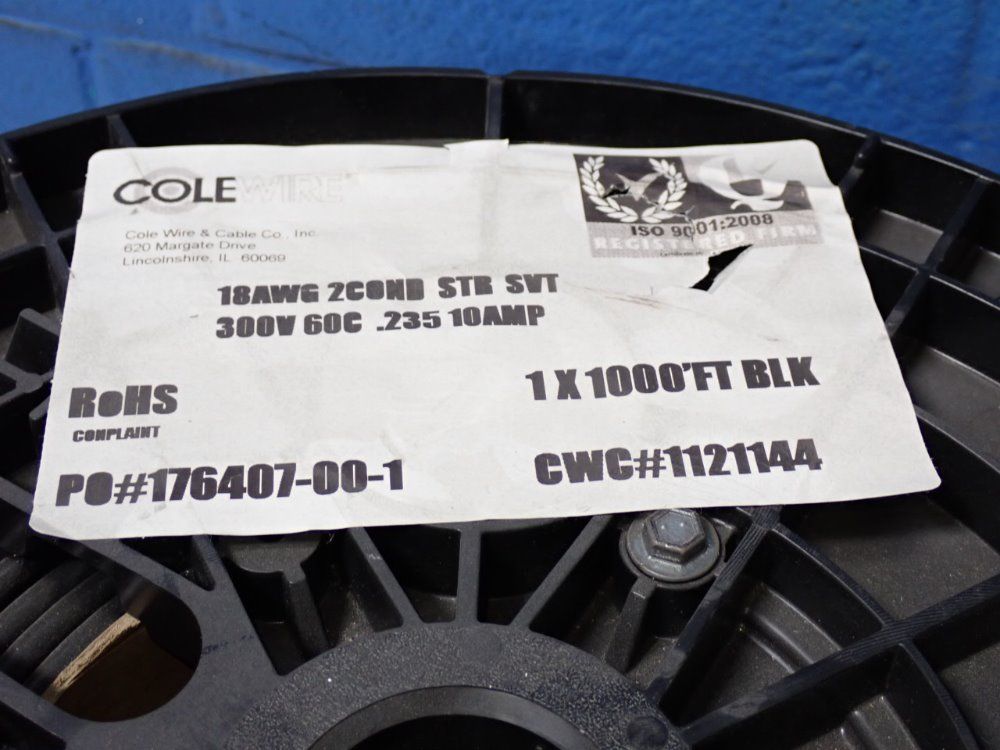 COLEWIRE
Cole Wire & Cable Co., Inc.
620 Margate Drive
Lincolnshire, IL 60069
ISO 9001:2008
REGISTERED FIRM
18AWG 2COND STR SVT
300V 60C .235 10AMP
RoHS
COMPLAINT
1 X 1000'FT BLK
PO#176407-00-1
CWC#1121144